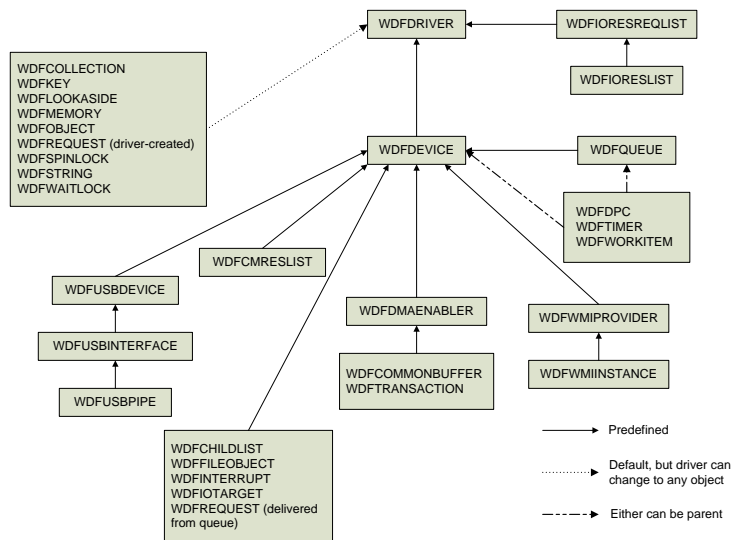 WDFDRIVER
WDFIORESREQLIST
WDFIORESLIST
WDFCOLLECTION
WDFKEY
WDFLOOKASIDE
WDFMEMORY
WDFOBJECT
WDFREQUEST (driver-created)
WDFSPINLOCK
WDFSTRING
WDFWAITLOCK
WDFDEVICE
WDFQUEUE
WDFDPC
WDFTIMER
WDFWORKITEM
WDFCMRESLIST
WDFUSBDEVICE
WDFUSBINTERFACE
WDFUSBPIPE
WDFDMAENABLER
WDFCOMMONBUFFER
WDFTRANSACTION
WDFWMIPROVIDER
WDFWMIINSTANCE
WDFCHILDLIST
WDFFILEOBJECT
WDFINTERRUPT
WDFIOTARGET
WDFREQUEST (delivered
from queue)
Predefined
Default, but driver can
change to any object
Either can be parent